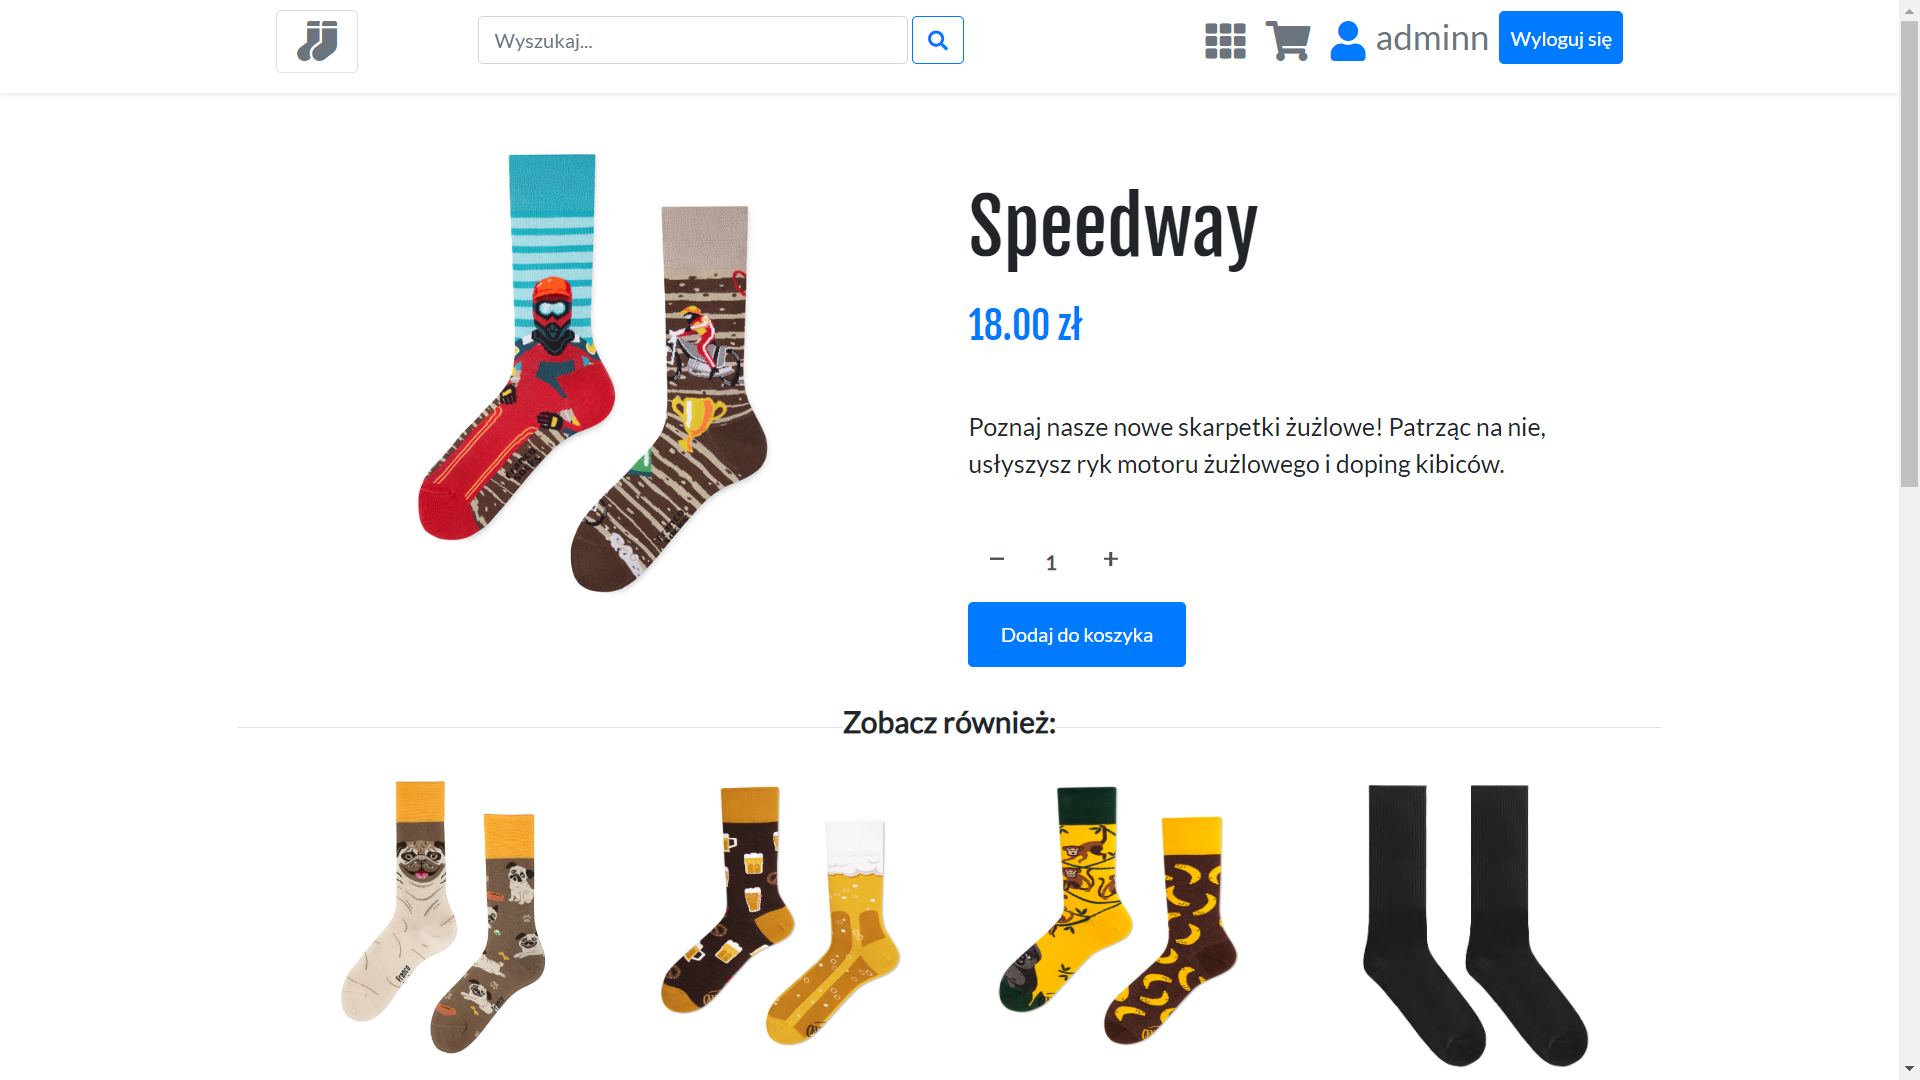 Wyszukaj...
adminn
Wyloguj się
Speedway
18.00 zł
Poznaj nasze nowe skarpetki żużlowe! Patrząc na nie,
usłyszysz ryk motoru żużlowego i doping kibiców.
− 1 +
Dodaj do koszyka
Zobacz również: